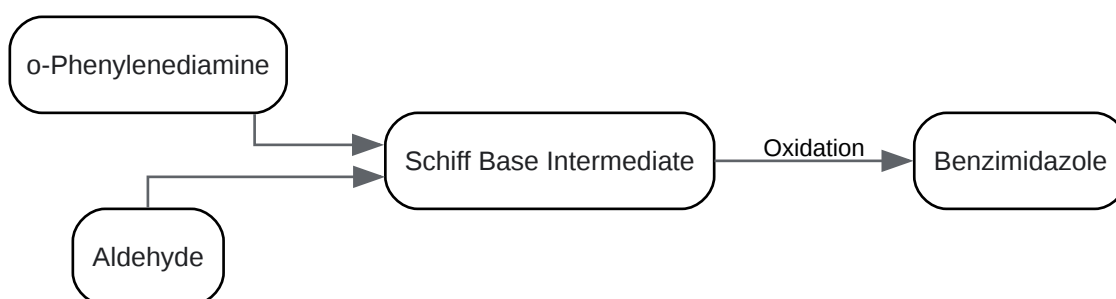 o-Phenylenediamine
Schiff Base Intermediate
Oxidation
Benzimidazole
Aldehyde